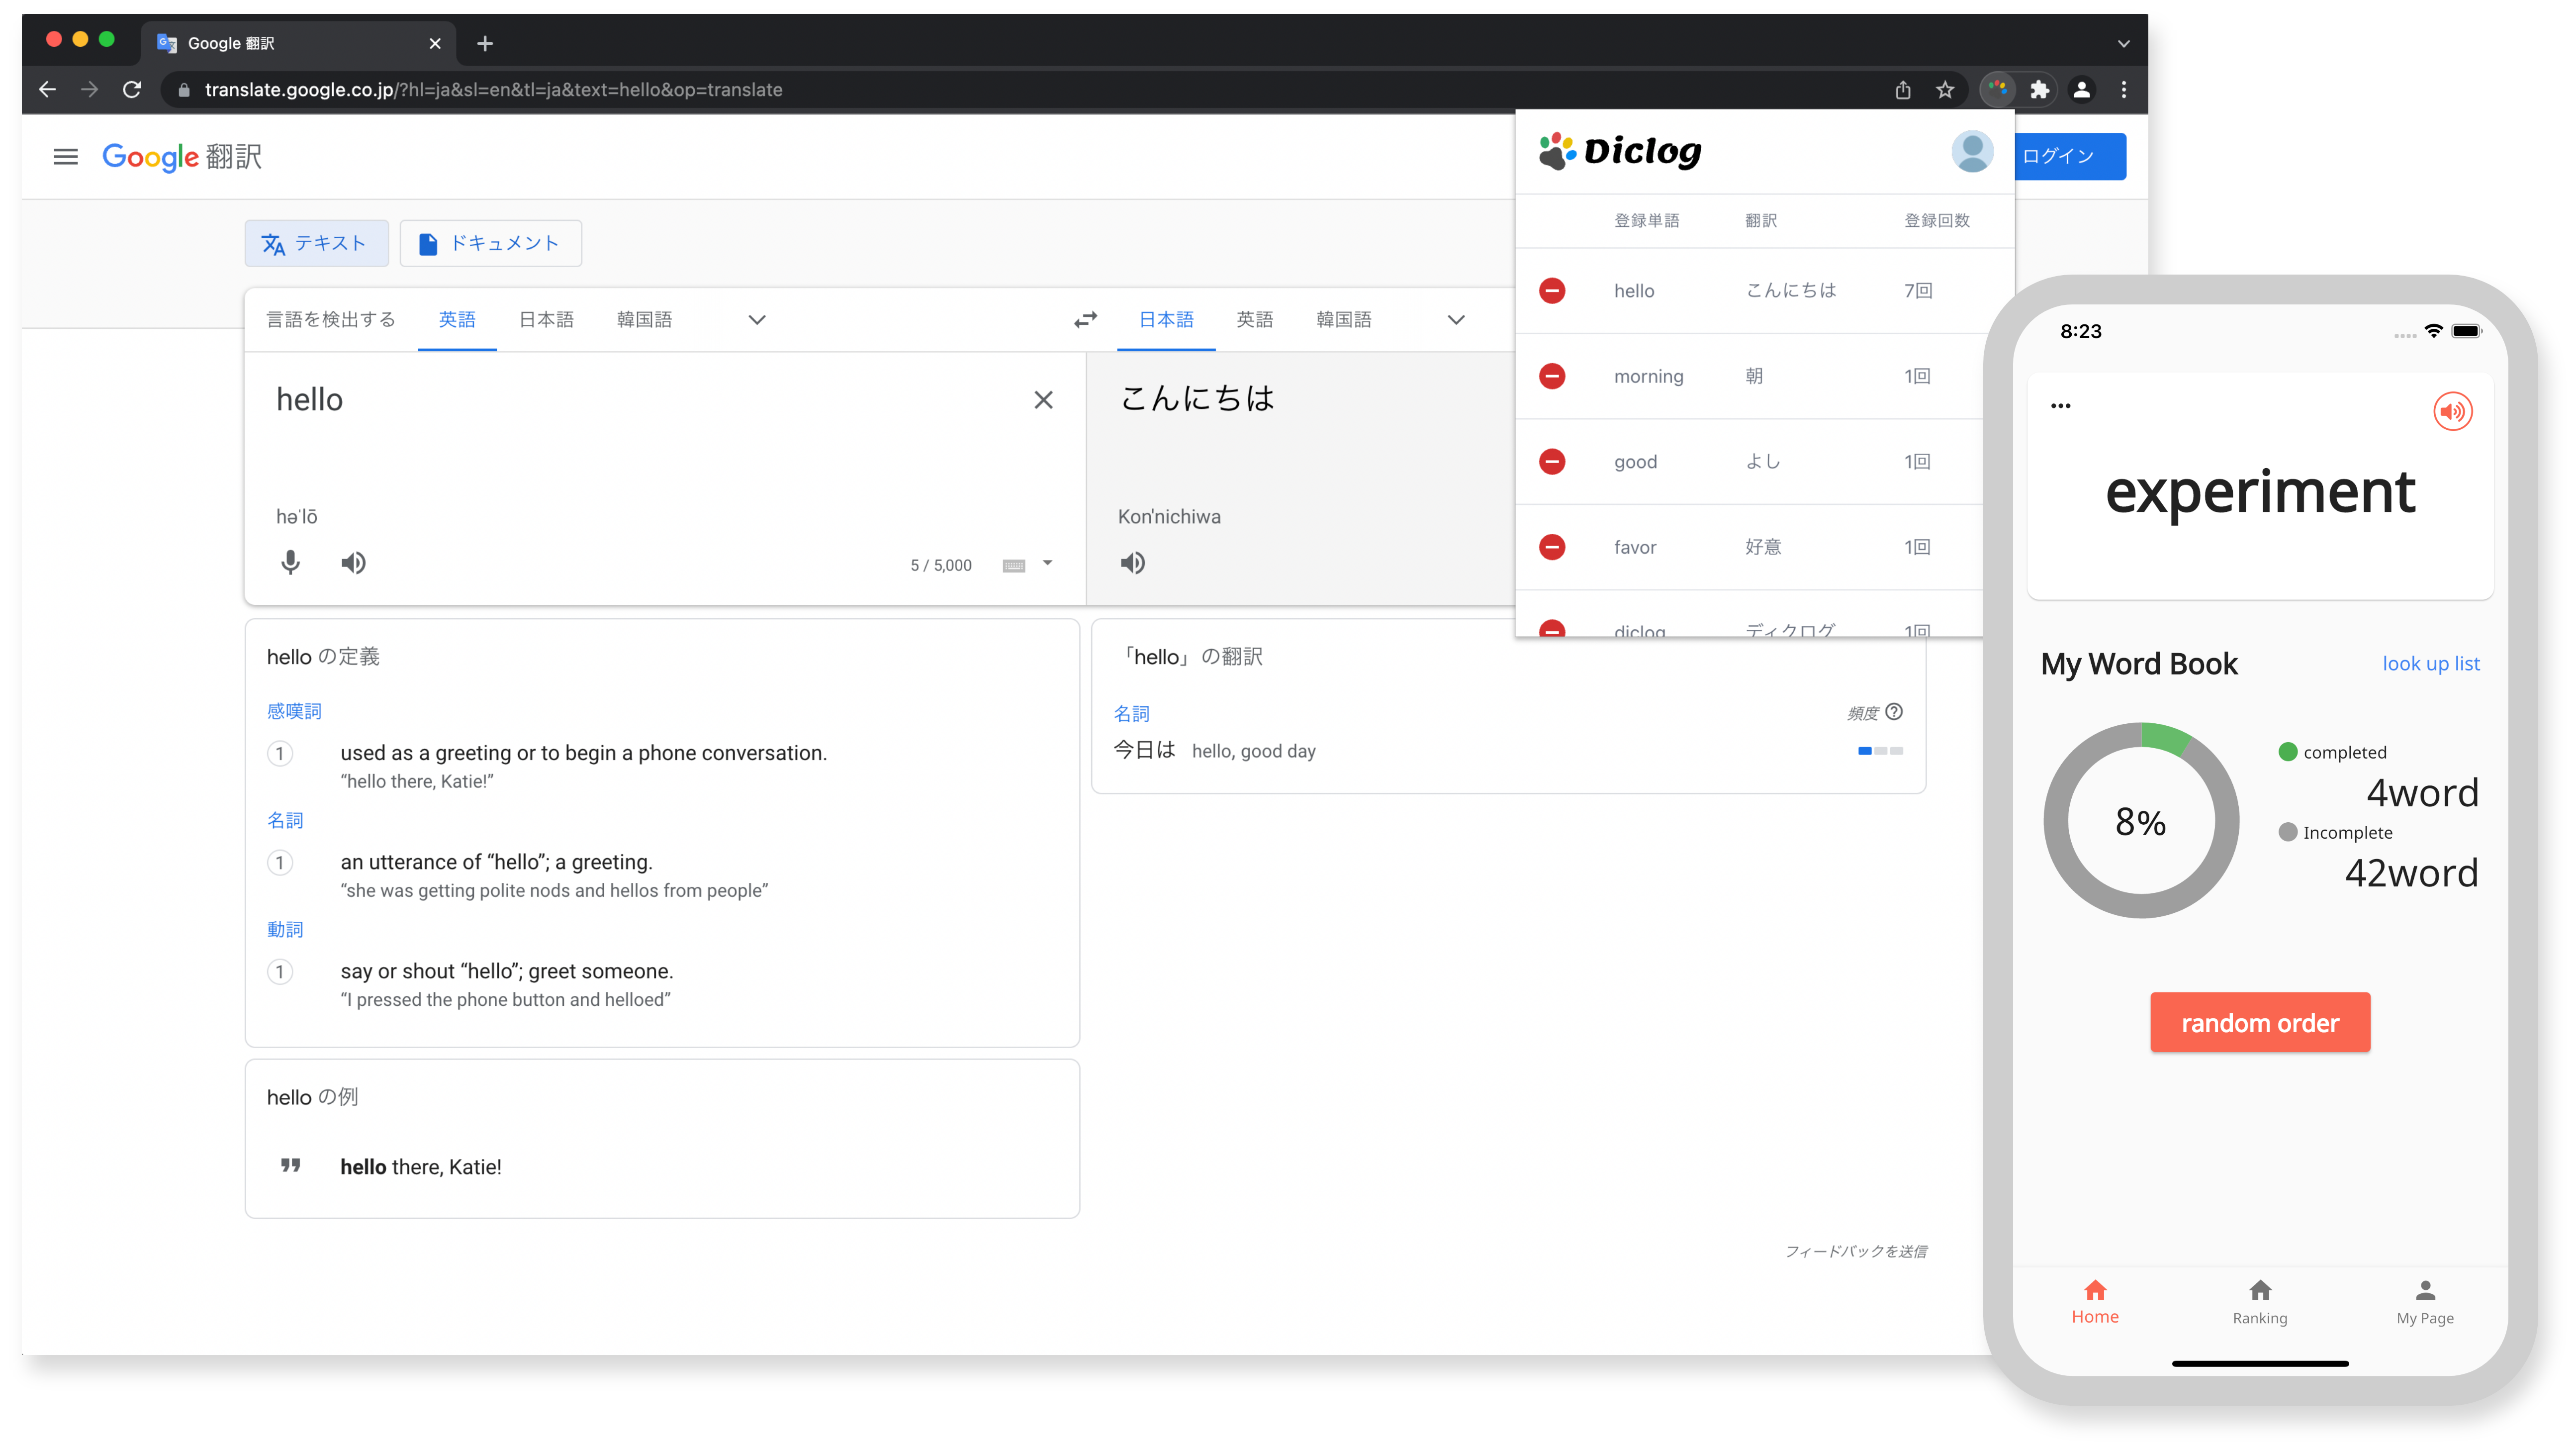 Google 翻訳
translate.google.co.jp/?hl=ja&sl=en&tl=ja&text=hello&op=translate
Google 翻訳
ログイン
テキスト
ドキュメント
言語を検出する 英語 日本語 韓国語
日本語 英語 韓国語
hello
こんにちは
həˈlō
Kon'nichiwa
5 / 5,000
hello の定義
感嘆詞
1 used as a greeting or to begin a phone conversation.
“hello there, Katie!”
名詞
1 an utterance of “hello”; a greeting.
“she was getting polite nods and hellos from people”
動詞
1 say or shout “hello”; greet someone.
“I pressed the phone button and helloed”
hello の例
hello there, Katie!
「hello」の翻訳
名詞 頻度
今日は hello, good day
フィードバックを送信
Diclog
登録単語 翻訳 登録回数
hello こんにちは 7回
morning 朝 1回
good よし 1回
favor 好意 1回
diclog ディクログ 1回
8:23
experiment
My Word Book look up list
8%
completed
4word
Incomplete
42word
random order
Home Ranking My Page